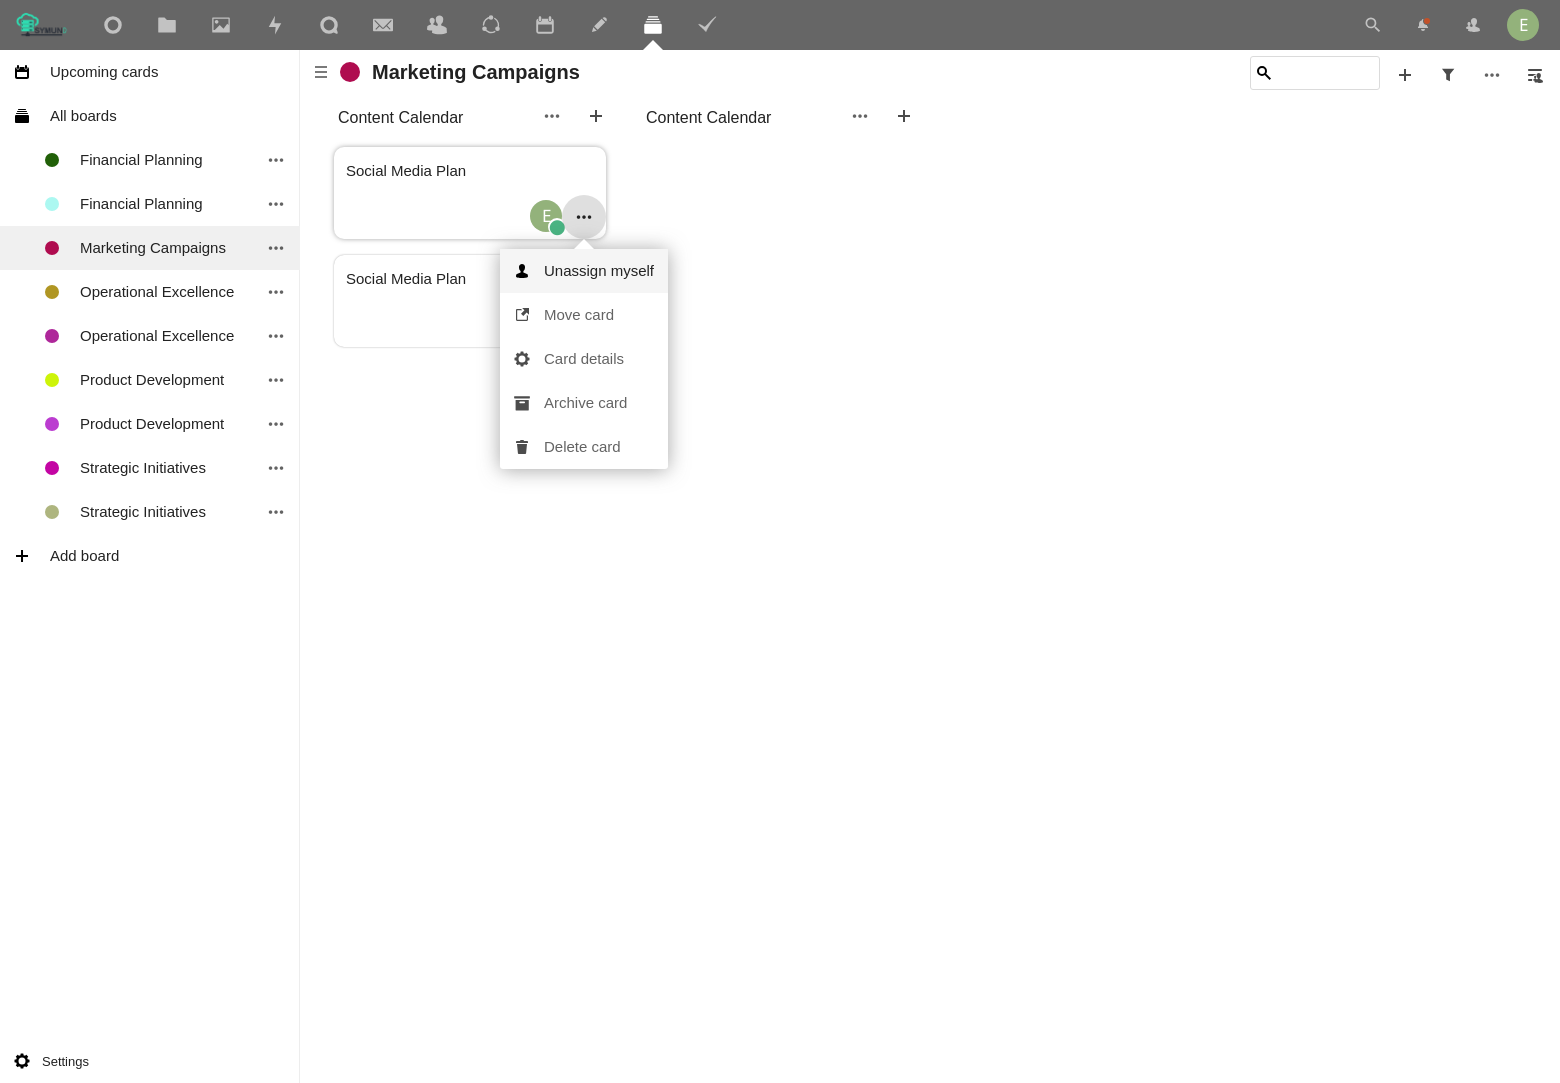 E
Upcoming cards
All boards
Financial Planning
Financial Planning
Marketing Campaigns
Operational Excellence
Operational Excellence
Product Development
Product Development
Strategic Initiatives
Strategic Initiatives
Add board
Settings
Marketing Campaigns
Content Calendar
Content Calendar
Social Media Plan
E
Social Media Plan
Unassign myself
Move card
Card details
Archive card
Delete card